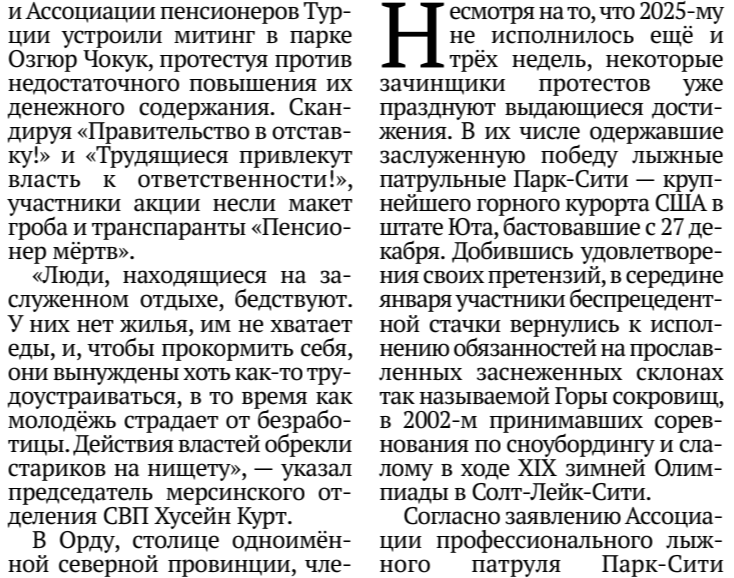 и Ассоциации пенсионеров Тур-
ции устроили митинг в парке
Озгюр Чокук, протестуя против
недостаточного повышения их
денежного содержания. Скан-
дируя «Правительство в отстав-
ку!» и «Трудящиеся привлекут
власть к ответственности!»,
участники акции несли макет
гроба и транспаранты «Пенсио-
нер мёртв».
«Люди, находящиеся на за-
служенном отдыхе, бедствуют.
У них нет жилья, им не хватает
еды, и, чтобы прокормить себя,
они вынуждены хоть как-то тру-
доустраиваться, в то время как
молодёжь страдает от безрабо-
тицы. Действия властей обрекли
стариков на нищету», — указал
председатель мерсинского от-
деления СВП Хусейн Курт.
В Орду, столице одноимён-
ной северной провинции, чле-
Несмотря на то, что 2025-му
не исполнилось ещё и
трёх недель, некоторые
зачинщики протестов уже
празднуют выдающиеся дости-
жения. В их числе одержавшие
заслуженную победу лыжные
патрульные Парк-Сити — круп-
нейшего горного курорта США в
штате Юта, бастовавшие с 27 де-
кабря. Добившись удовлетворе-
ния своих претензий, в середине
января участники беспрецедент-
ной стачки вернулись к испол-
нению обязанностей на прослав-
ленных заснеженных склонах
так называемой Горы сокровищ,
в 2002-м принимавших сорев-
нования по сноубордингу и сла-
лому в ходе XIX зимней Олим-
пиады в Солт-Лейк-Сити.
Согласно заявлению Ассоциа-
ции профессионального лыж-
ного патруля Парк-Сити